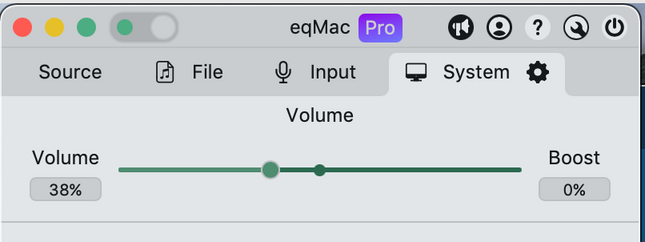 eqMac Pro ?
Source File Input System
Volume
Volume Boost
38% 0%